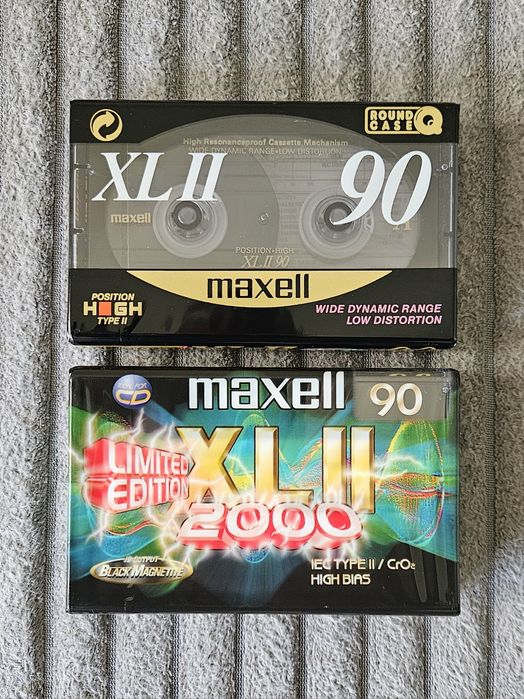 ROUND
CASE
High Resonanceproof Cassette Mechanism
WIDE DYNAMIC RANGE•LOW DISTORTION
XL II 90
maxell
POSITION•HIGH
XLII 90
maxell
POSITION
HIGH
TYPE II
WIDE DYNAMIC RANGE
LOW DISTORTION
maxell 90
CD
LIMITED
EDITION
XLII
2000
BLACK MAGNETITE
IEC TYPE II / CrO₂
HIGH BIAS